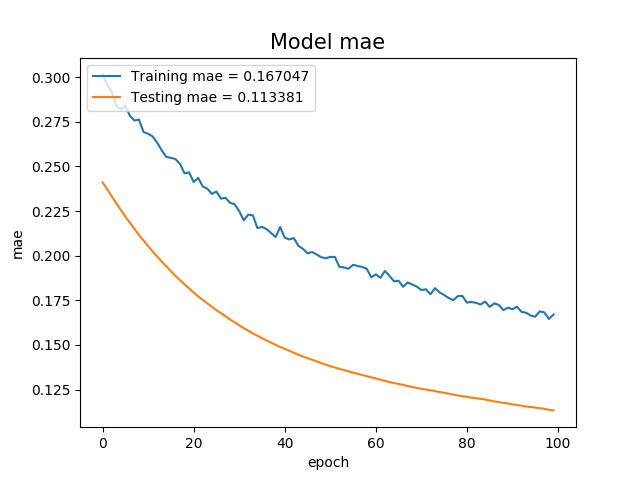 Model mae
Training mae = 0.167047
Testing mae = 0.113381
mae
0.300
0.275
0.250
0.225
0.200
0.175
0.150
0.125
0 20 40 60 80 100
epoch